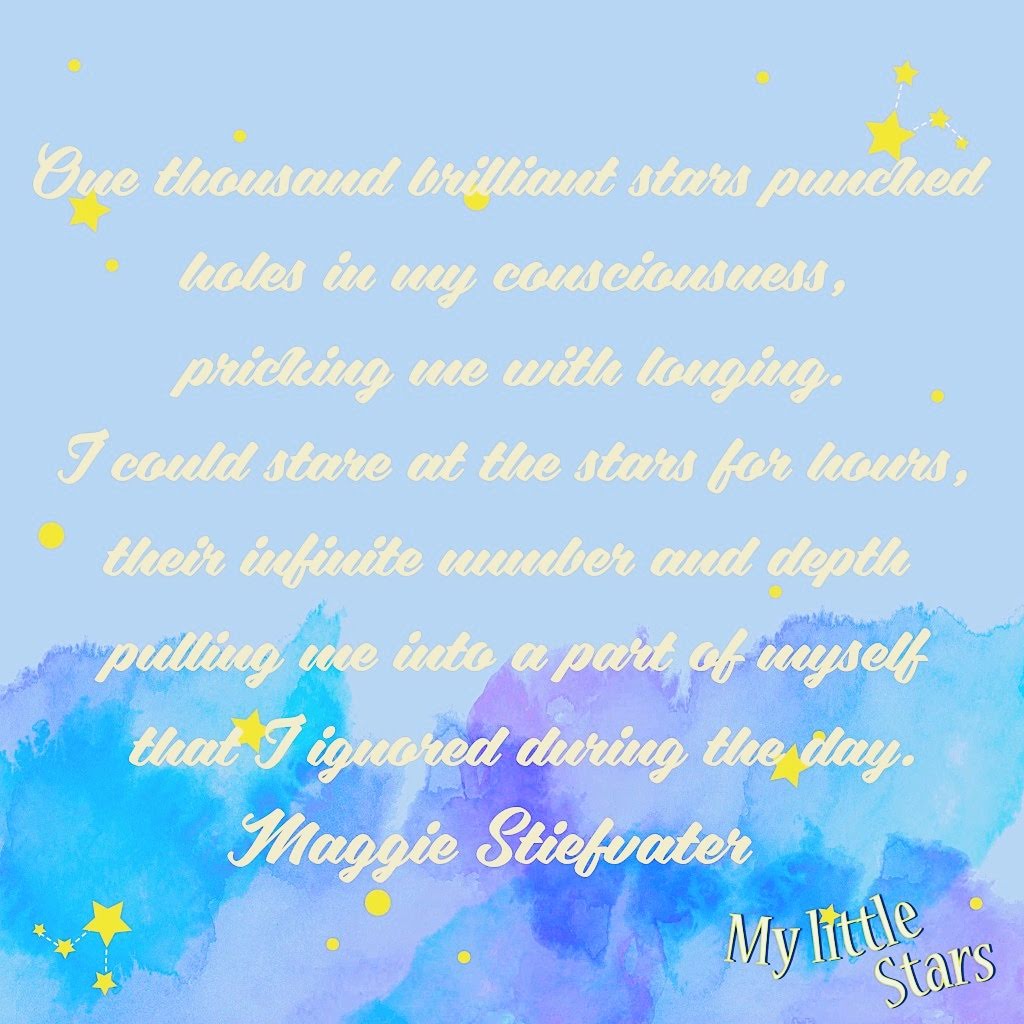 One thousand brilliant stars punched
holes in my consciousness,
pricking me with longing.
I could stare at the stars for hours,
their infinite number and depth
pulling me into a part of myself
that I ignored during the day.
Maggie Stiefvater
My little
Stars